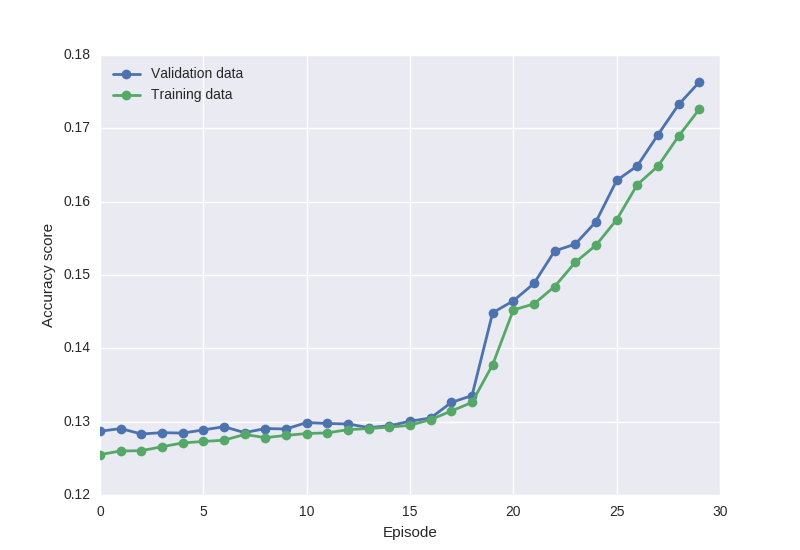 0.18
0.17
0.16
0.15
0.14
0.13
0.12
Accuracy score
Validation data
Training data
0 5 10 15 20 25 30
Episode